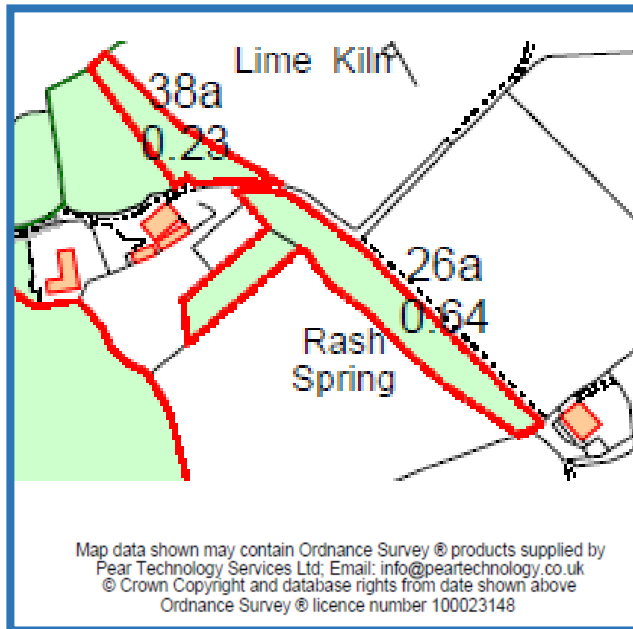 Lime Kiln
38a
0.23
26a
0.64
Rash
Spring
Map data shown may contain Ordnance Survey ® products supplied by
Pear Technology Services Ltd; Email: info@peartechnology.co.uk
© Crown Copyright and database rights from date shown above
Ordnance Survey ® licence number 100023148